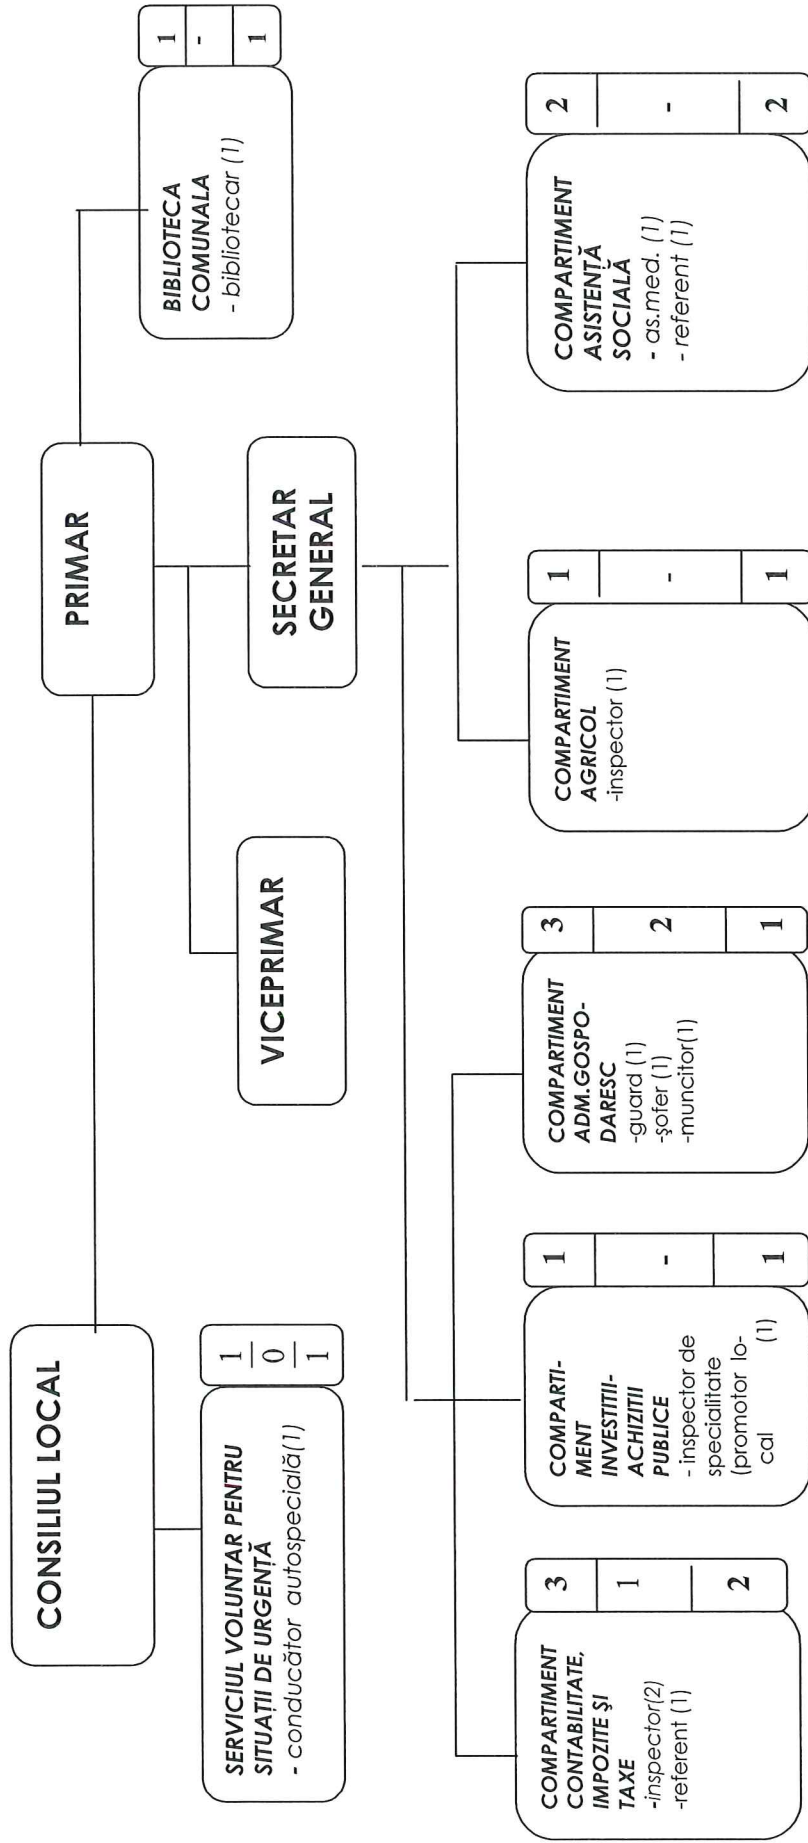 CONSILIUL LOCAL
PRIMAR
SERVICIUL VOLUNTAR PENTRU
SITUAȚII DE URGENȚĂ
- conducător autospecială(1)
1
0
1
VICEPRIMAR
SECRETAR
GENERAL
BIBLIOTECA
COMUNALA
- bibliotecar (1)
1
-
1
COMPARTIMENT
CONTABILITATE,
IMPOZITE ȘI
TAXE
-inspector(2)
-referent (1)
3
1
2
COMPARTI-
MENT
INVESTITII-
ACHIZITII
PUBLICE
- inspector de
specialitate
(promotor lo-
cal (1)
1
-
1
COMPARTIMENT
ADM.GOSPO-
DARESC
-guard (1)
-șofer (1)
-muncitor(1)
3
2
1
COMPARTIMENT
AGRICOL
-inspector (1)
1
-
1
COMPARTIMENT
ASISTENȚĂ
SOCIALĂ
- as.med. (1)
- referent (1)
2
-
2